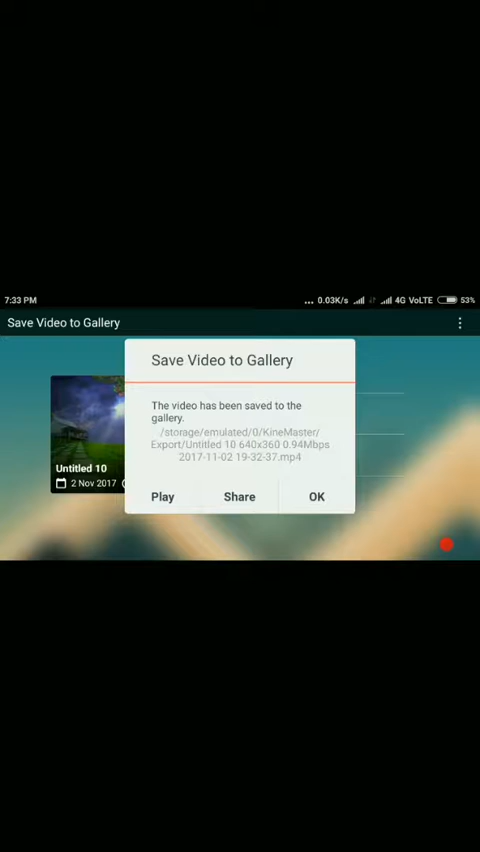 7:33 PM ... 0.03K/s 4G VoLTE 53%
Save Video to Gallery
Save Video to Gallery
The video has been saved to the
gallery.
/storage/emulated/0/KineMaster/
Export/Untitled 10 640x360 0.94Mbps
2017-11-02 19-32-37.mp4
Untitled 10
2 Nov 2017
Play Share OK